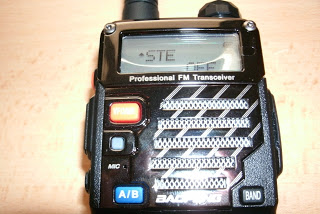 *STE
OFF
Professional FM Transceiver
MIC
A/B
BAOFENG
BAND